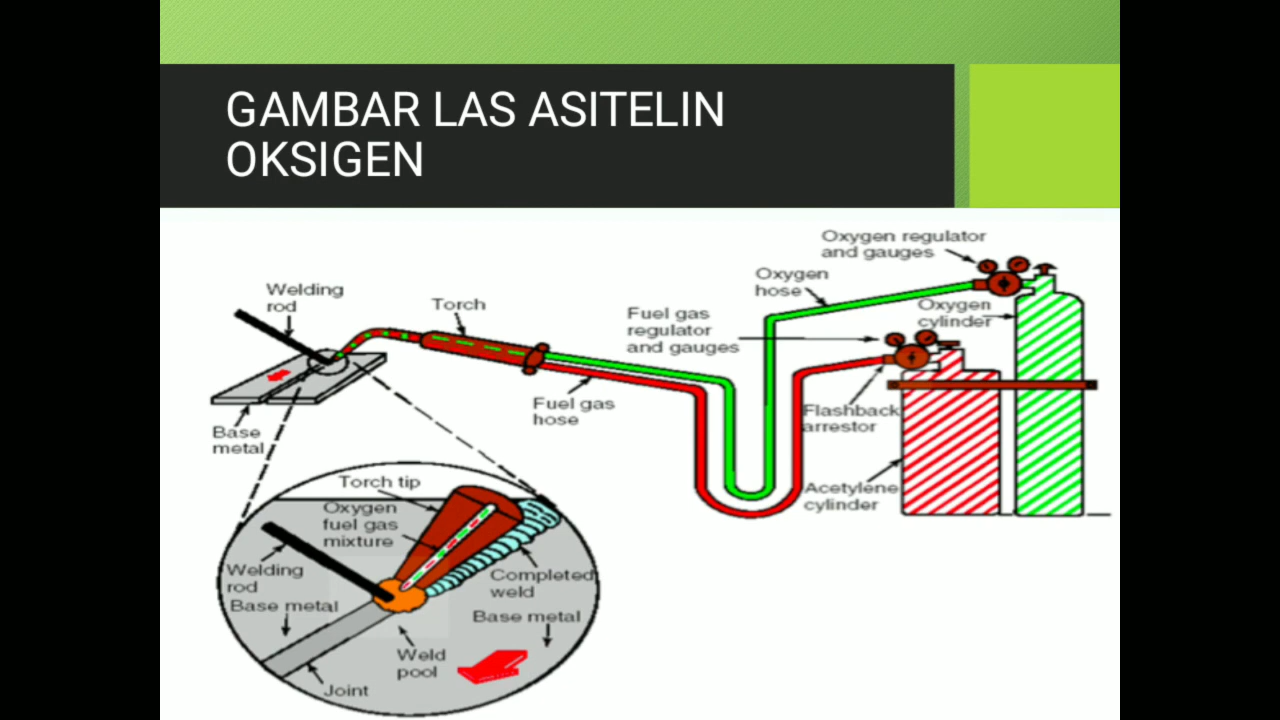 GAMBAR LAS ASITELIN
OKSIGEN
Oxygen regulator
and gauges
Oxygen
hose
Welding
rod
Torch
Fuel gas
regulator
and gauges
Oxygen
cylinder
Fuel gas
hose
Flashback
arrestor
Base
metal
Acetylene
cylinder
Torch tip
Oxygen
fuel gas
mixture
Welding
rod
Completed
weld
Base metal
Base metal
Weld
pool
Joint